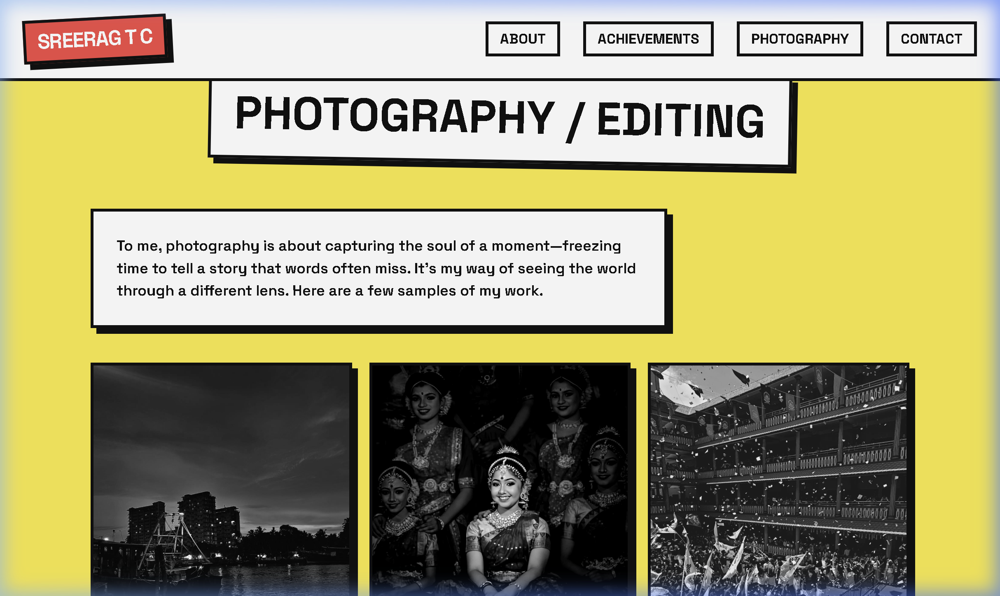 SREERAG T C
ABOUT
ACHIEVEMENTS
PHOTOGRAPHY
CONTACT
PHOTOGRAPHY / EDITING
To me, photography is about capturing the soul of a moment—freezing
time to tell a story that words often miss. It’s my way of seeing the world
through a different lens. Here are a few samples of my work.